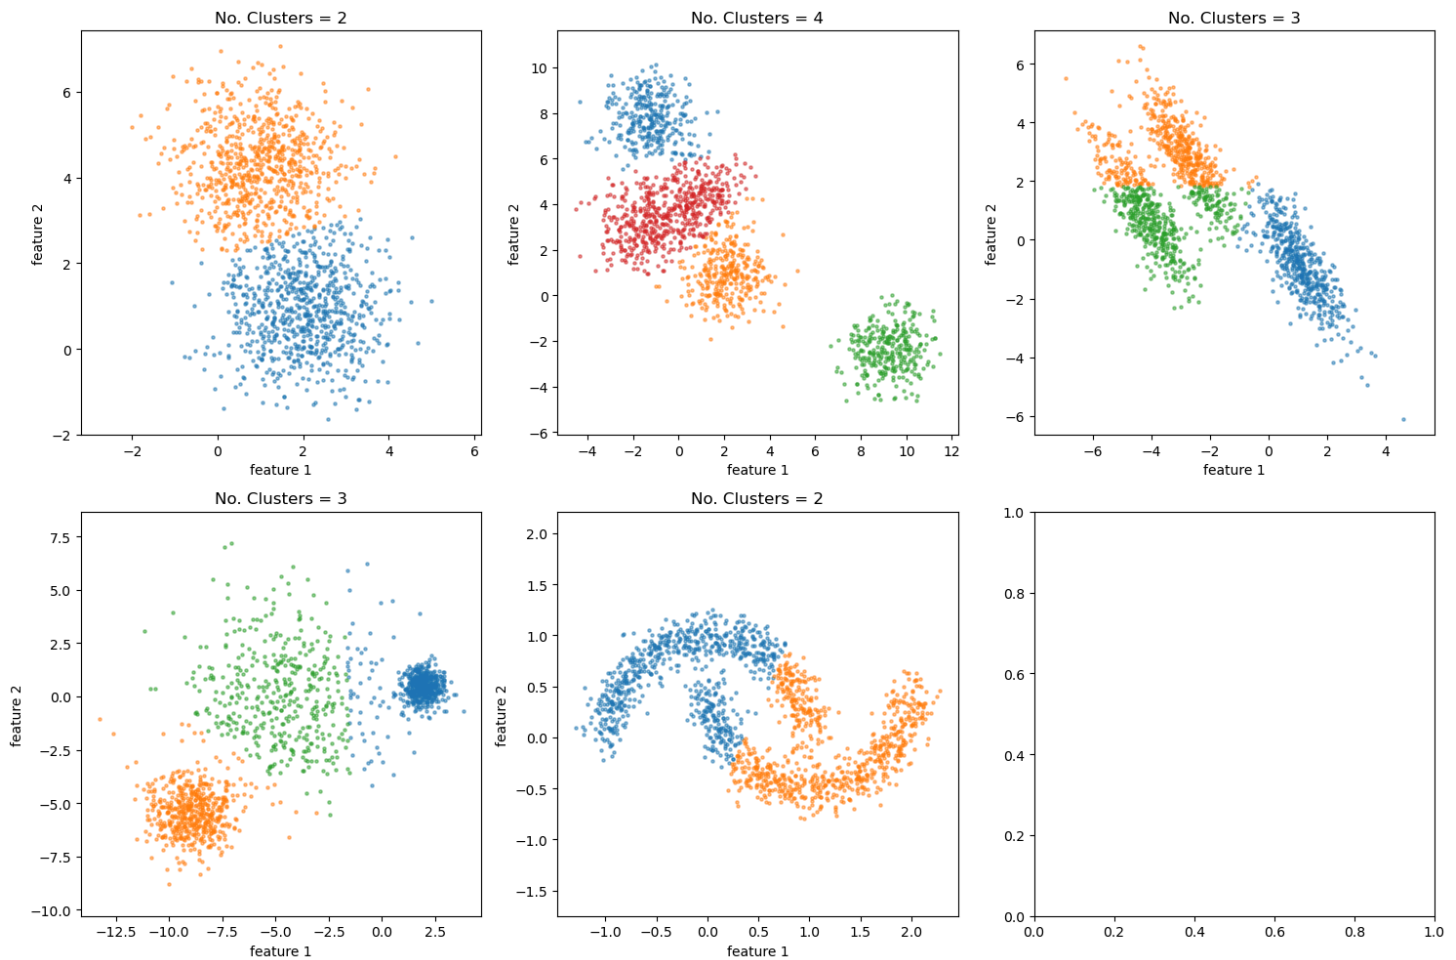 No. Clusters = 2
feature 2
6
4
2
0
−2
−2 0 2 4 6
feature 1
No. Clusters = 4
feature 2
10
8
6
4
2
0
−2
−4
−6
−4 −2 0 2 4 6 8 10 12
feature 1
No. Clusters = 3
feature 2
6
4
2
0
−2
−4
−6
−6 −4 −2 0 2 4
feature 1
No. Clusters = 3
feature 2
7.5
5.0
2.5
0.0
−2.5
−5.0
−7.5
−10.0
−12.5 −10.0 −7.5 −5.0 −2.5 0.0 2.5
feature 1
No. Clusters = 2
feature 2
2.0
1.5
1.0
0.5
0.0
−0.5
−1.0
−1.5
−1.0 −0.5 0.0 0.5 1.0 1.5 2.0
feature 1
1.0
0.8
0.6
0.4
0.2
0.0
0.0 0.2 0.4 0.6 0.8 1.0